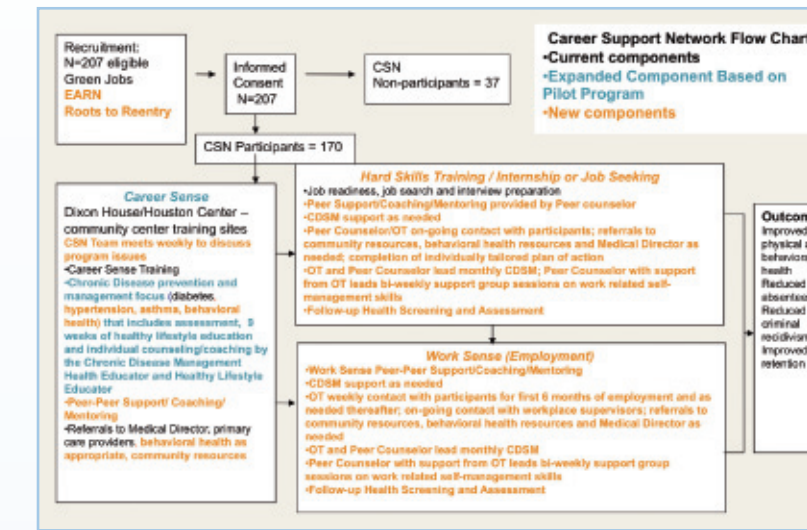 Recruitment:
N=207 eligible
Green Jobs
EARN
Roots to Reentry
Informed
Consent
N=207
CSN
Non-participants = 37
Career Support Network Flow Chart
•Current components
•Expanded Component Based on
Pilot Program
•New components
CSN Participants = 170
Career Sense
Dixon House/Houston Center –
community center training sites
CSN Team meets weekly to discuss
program issues
•Career Sense Training
•Chronic Disease prevention and
management focus (diabetes,
hypertension, asthma, behavioral
health) that includes assessment, 9
weeks of healthy lifestyle education
and individual counseling/coaching by
the Chronic Disease Management
Health Educator and Healthy Lifestyle
Educator
•Peer-Peer Support/ Coaching/
Mentoring
•Referrals to Medical Director, primary
care providers, behavioral health as
appropriate, community resources
Hard Skills Training / Internship or Job Seeking
•Job readiness, job search and interview preparation
•Peer Support/Coaching/Mentoring provided by Peer counselor
•CDSM support as needed
•Peer Counselor/OT on-going contact with participants; referrals to
community resources, behavioral health resources and Medical Director as
needed; completion of individually tailored plan of action
•OT and Peer Counselor lead monthly CDSM; Peer Counselor with support
from OT leads bi-weekly support group sessions on work related self-
management skills
•Follow-up Health Screening and Assessment
Work Sense (Employment)
•Work Sense Peer-Peer Support/Coaching/Mentoring
•CDSM support as needed
•OT weekly contact with participants for first 6 months of employment and as
needed thereafter; on-going contact with workplace supervisors; referrals to
community resources, behavioral health resources and Medical Director as
needed
•OT and Peer Counselor lead monthly CDSM
•Peer Counselor with support from OT leads bi-weekly support group
sessions on work related self-management skills
•Follow-up Health Screening and Assessment
Outcom
Improved
physical a
behaviora
health
Reduced
absentee
Reduced
criminal
recidivism
Improved
retention